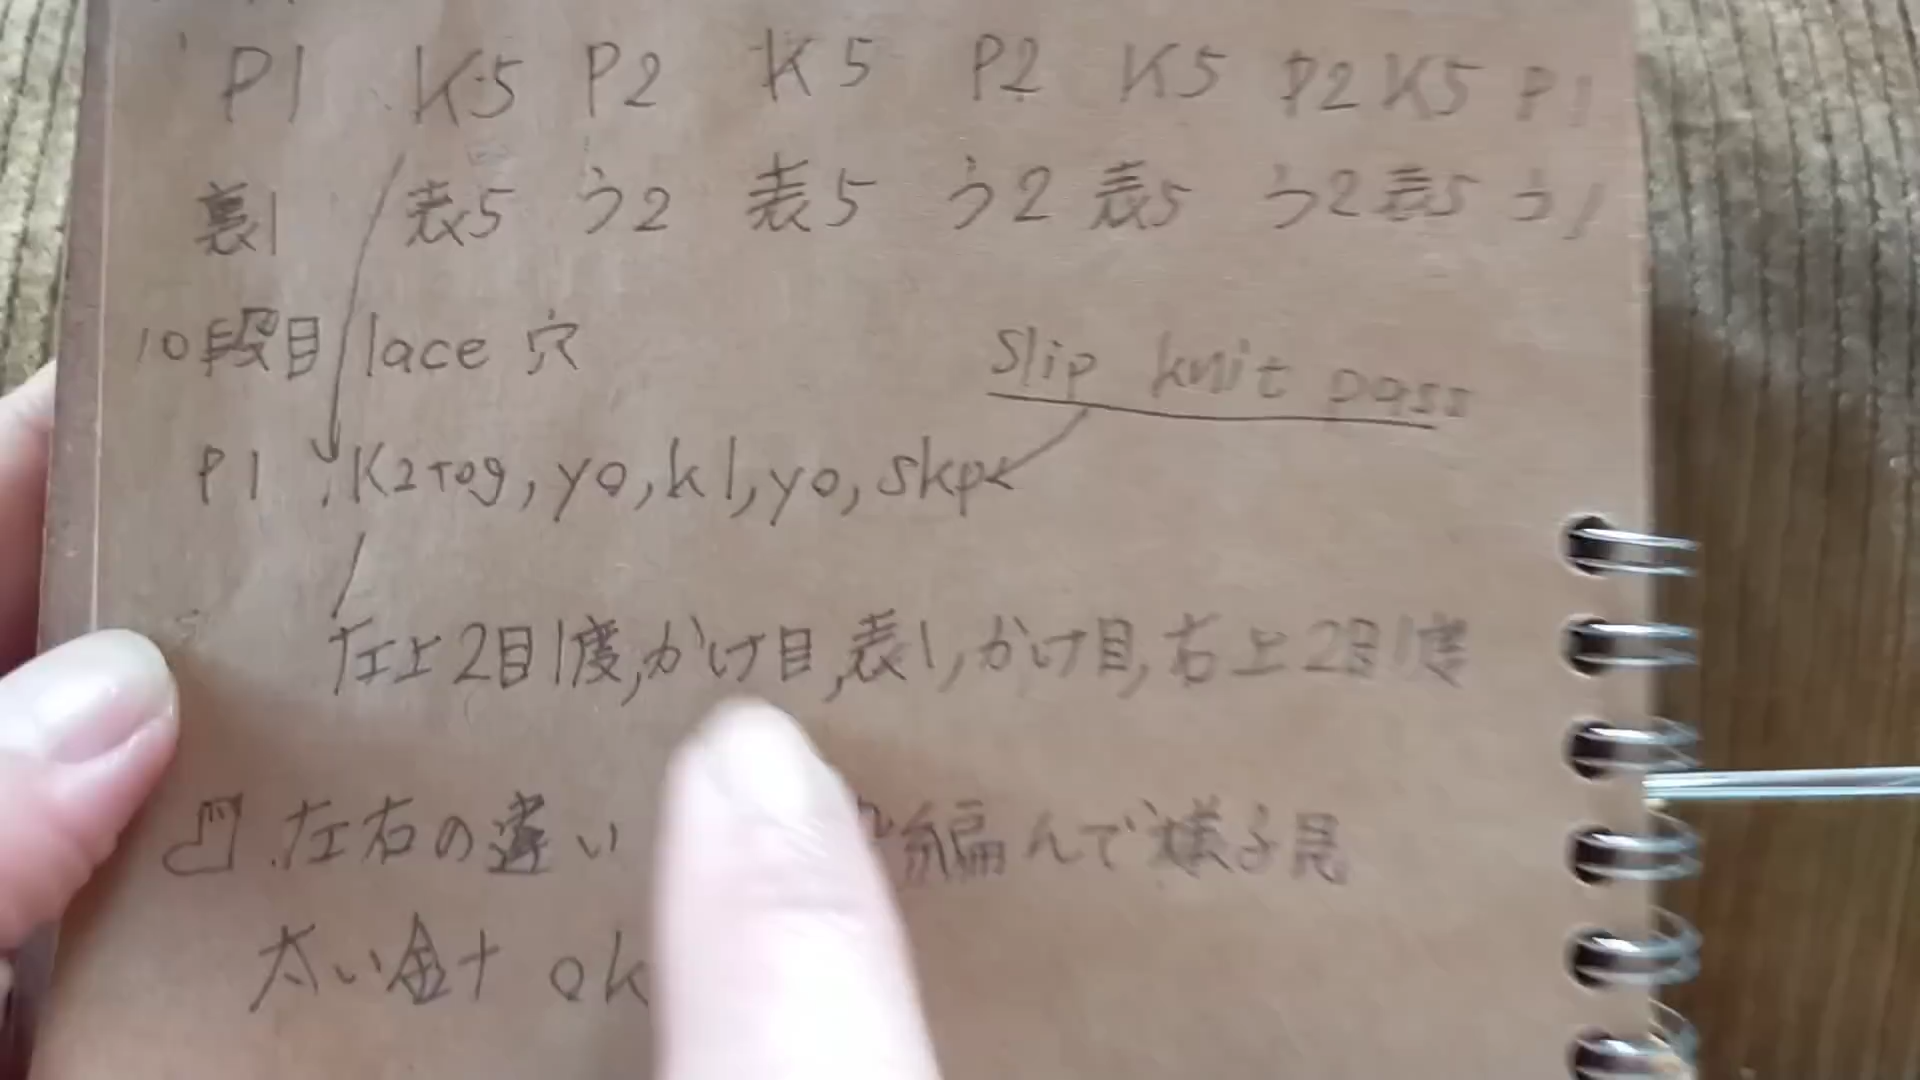 P1 K5 P2 K5 P2 K5 P2 K5 P1
裏1 表5 う2 表5 う2 表5 う2 表5 う1
10段目 lace 穴
Slip knit pass
P1 K2tog, yo, k1, yo, skp
左上2目1度, かけ目, 表1, かけ目, 右上2目1度
左右の違い 編んで様子見
太い針 ok